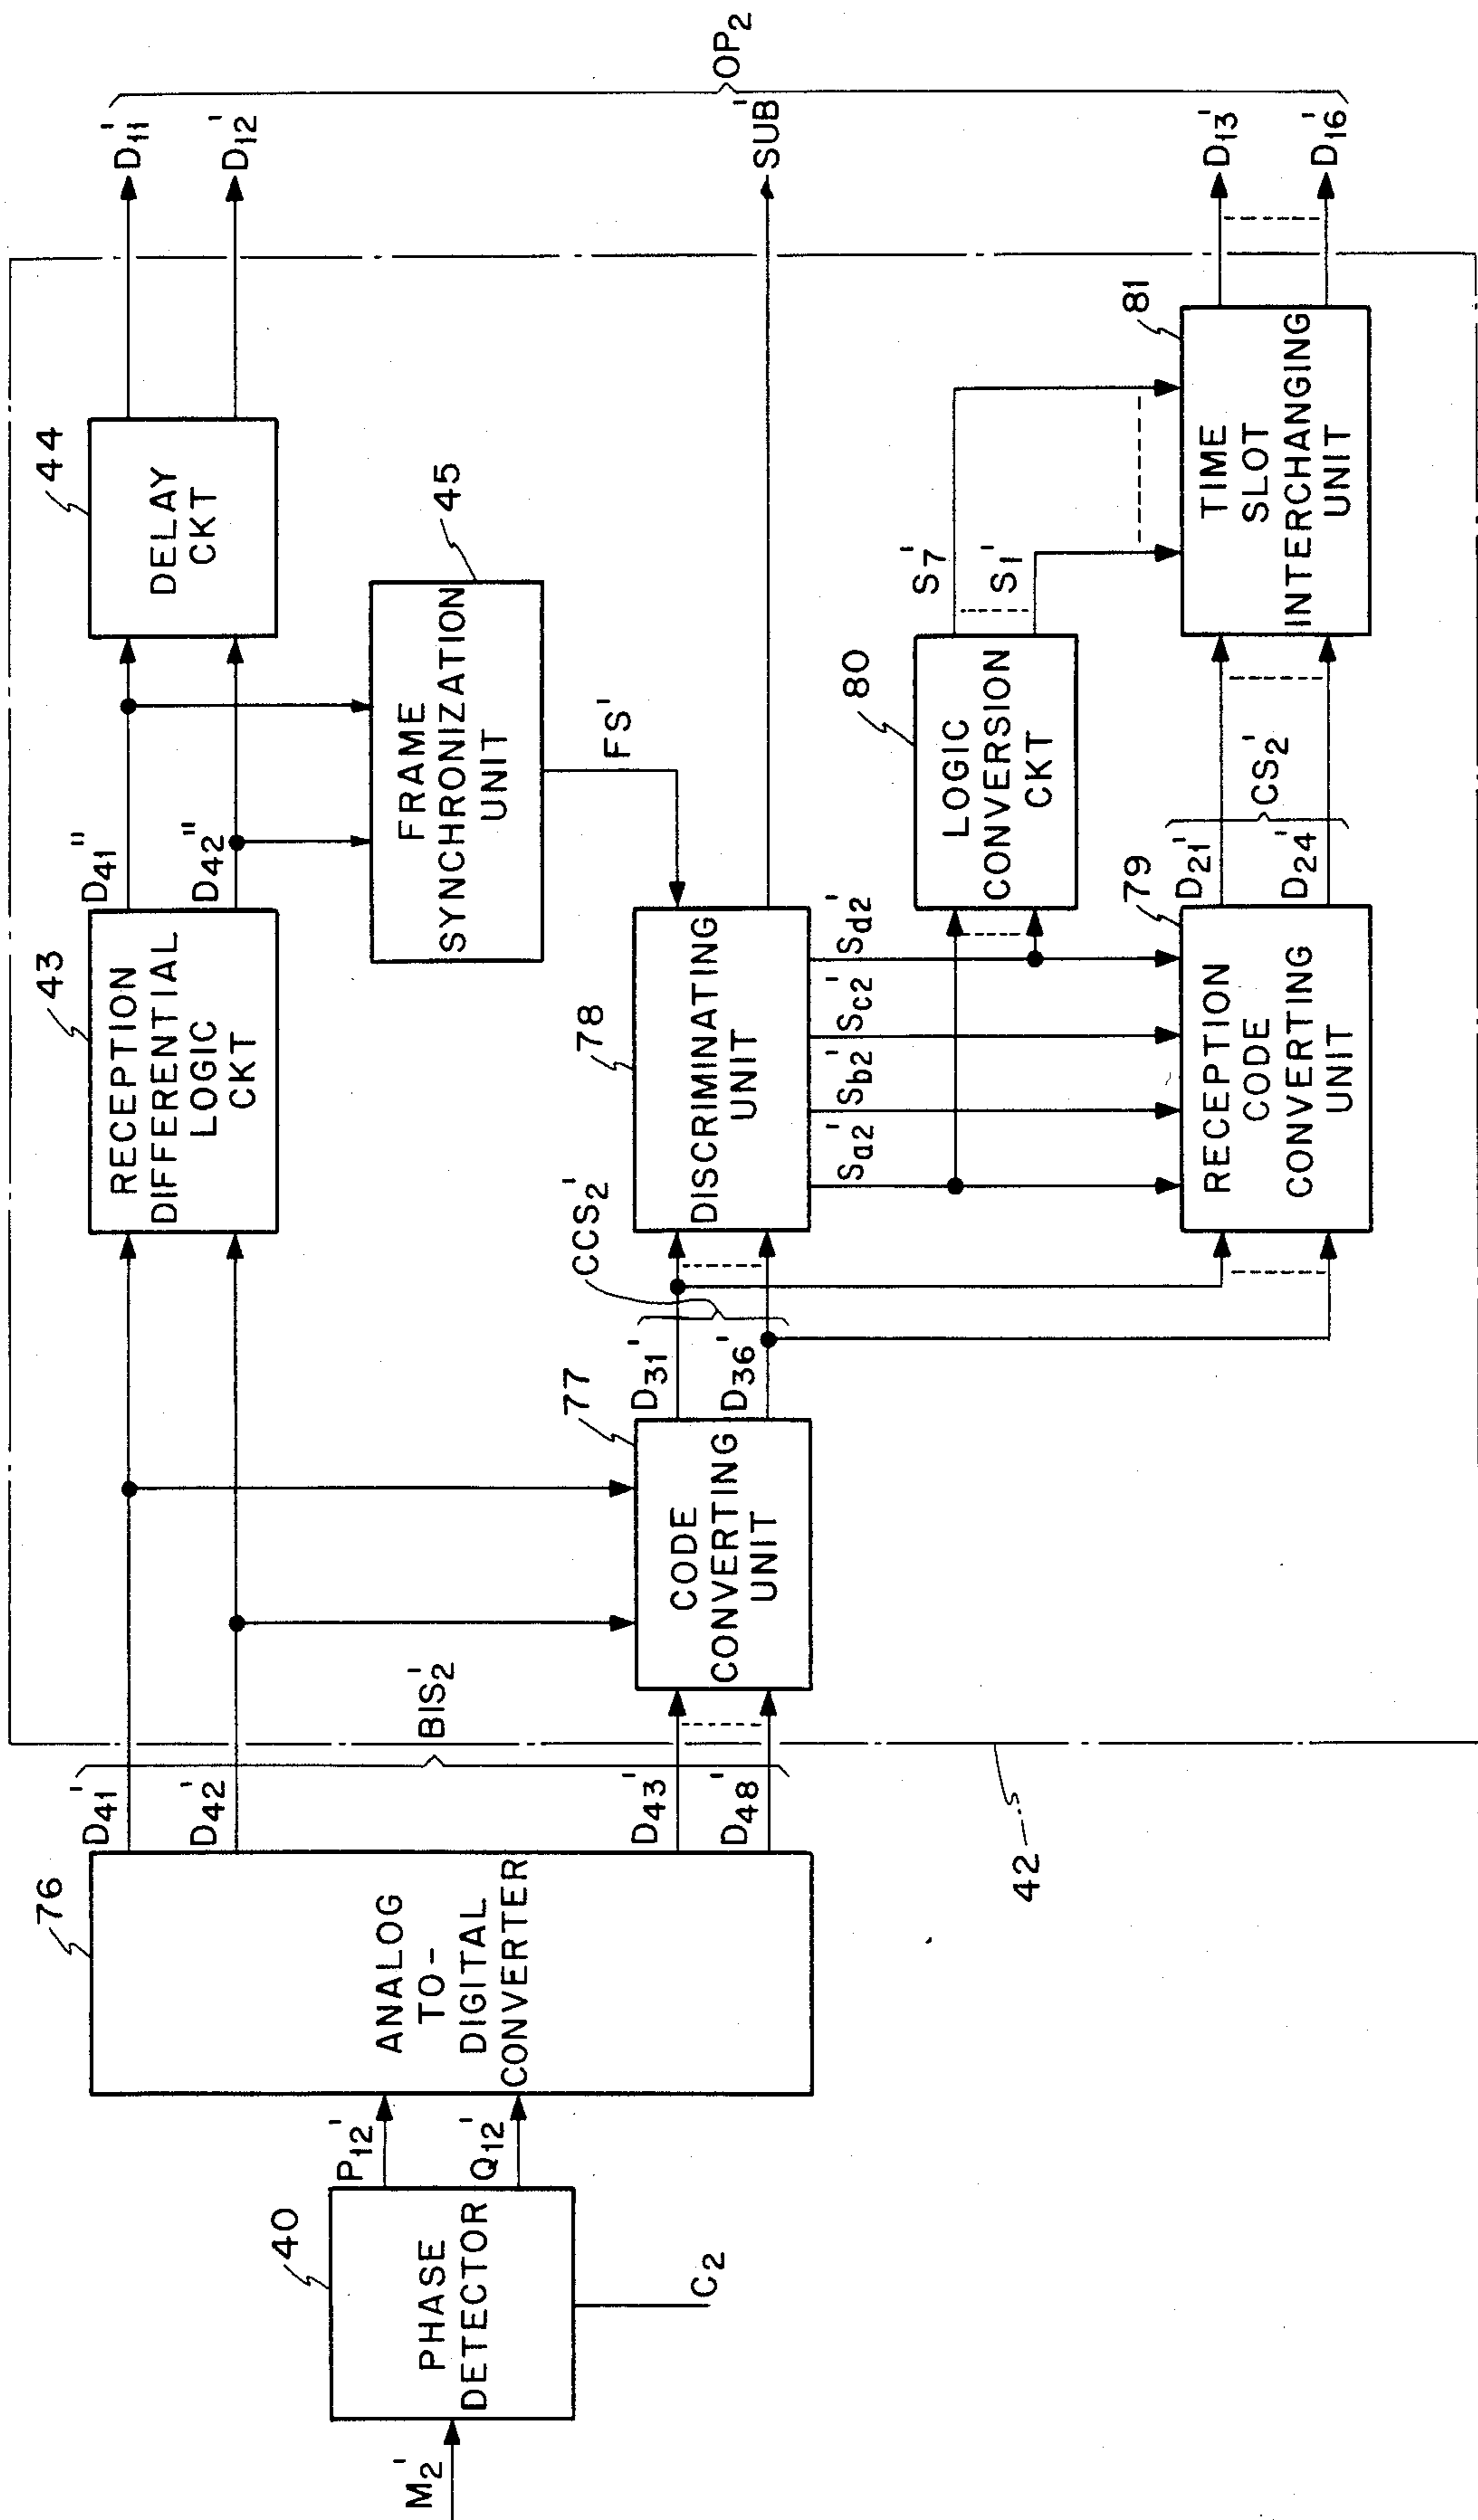 M2'
40
PHASE
DETECTOR
C2
P12'
Q12'
76
ANALOG
TO-
DIGITAL
CONVERTER
D41'
D42'
D43'
D48'
BIS2'
42
43
RECEPTION
DIFFERENTIAL
LOGIC
CKT
D41"
D42"
44
DELAY
CKT
D11'
D12'
45
FRAME
SYNCHRONIZATION
UNIT
FS'
77
CODE
CONVERTING
UNIT
D31'
D36'
CCS2'
78
DISCRIMINATING
UNIT
SUB'
OP2
Sa2'
Sb2'
Sc2'
Sd2'
80
LOGIC
CONVERSION
CKT
S7'
S1'
79
RECEPTION
CODE
CONVERTING
UNIT
D21'
D24'
CS2'
81
TIME
SLOT
INTERCHANGING
UNIT
D13'
D16'